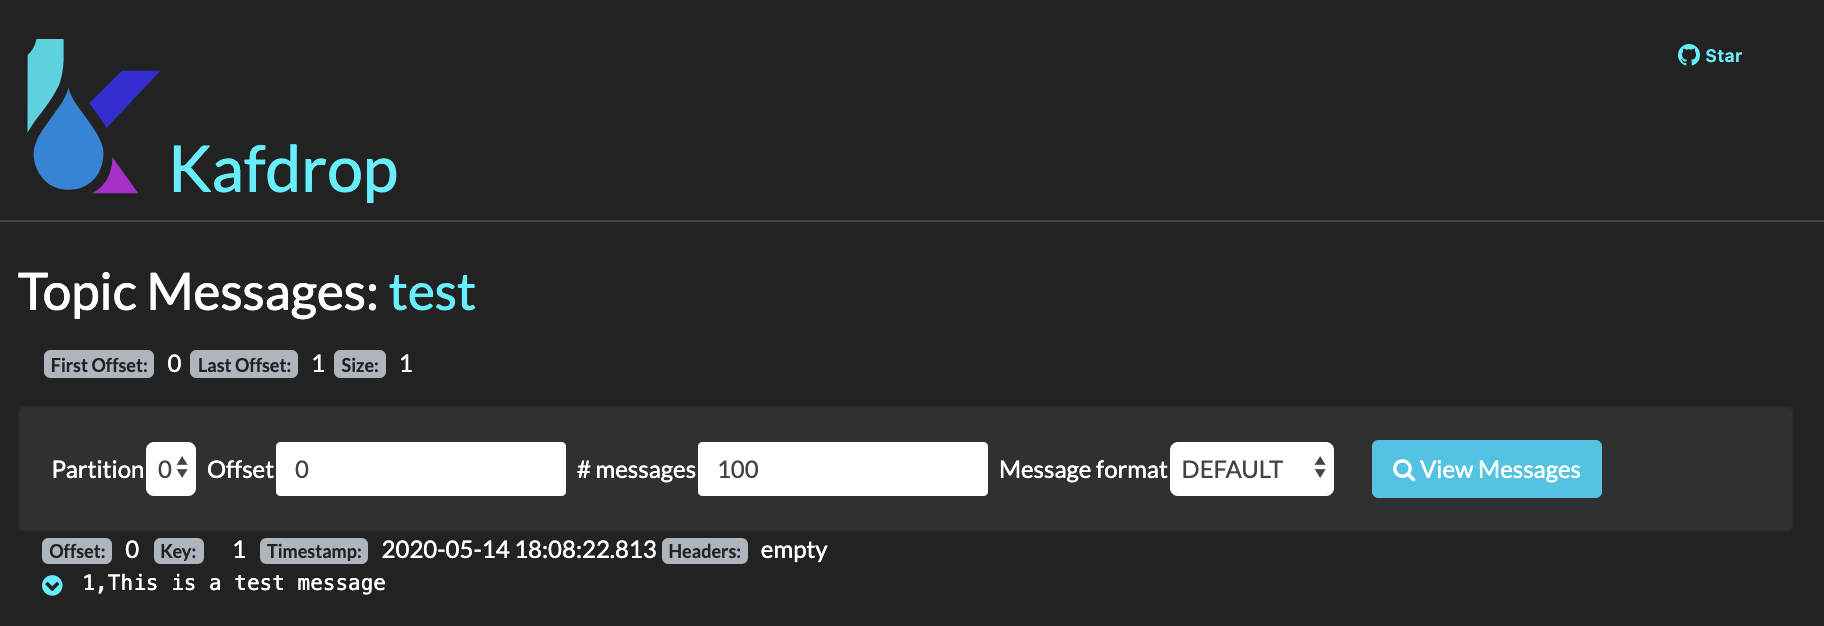 Star
Kafdrop
Topic Messages: test
First Offset: 0 Last Offset: 1 Size: 1
Partition 0 Offset 0 # messages 100 Message format DEFAULT View Messages
Offset: 0 Key: 1 Timestamp: 2020-05-14 18:08:22.813 Headers: empty
1,This is a test message